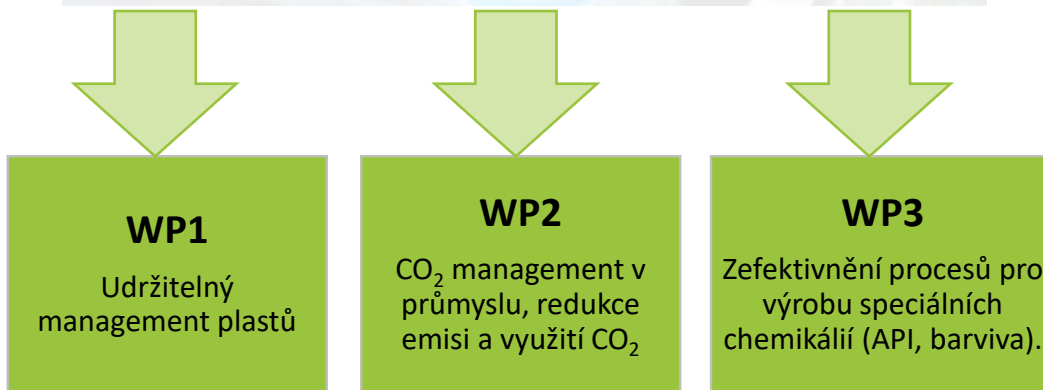 WP1
Udržitelný
management plastů
WP2
CO₂ management v
průmyslu, redukce
emisi a využití CO₂
WP3
Zefektivnění procesů pro
výrobu speciálních
chemikálií (API, barviva).